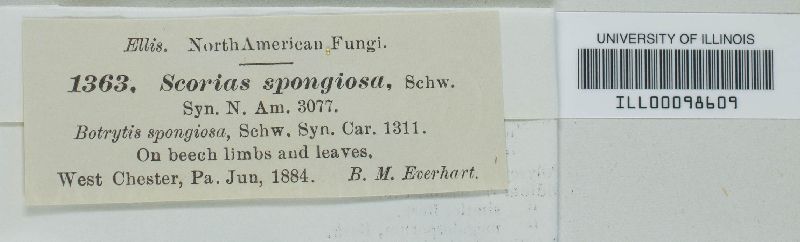 Ellis. North American Fungi.
1363. Scorias spongiosa, Schw.
Syn. N. Am. 3077.
Botrytis spongiosa, Schw. Syn. Car. 1311.
On beech limbs and leaves.
West Chester, Pa. Jun, 1884. B. M. Everhart.
UNIVERSITY OF ILLINOIS
ILL00098609